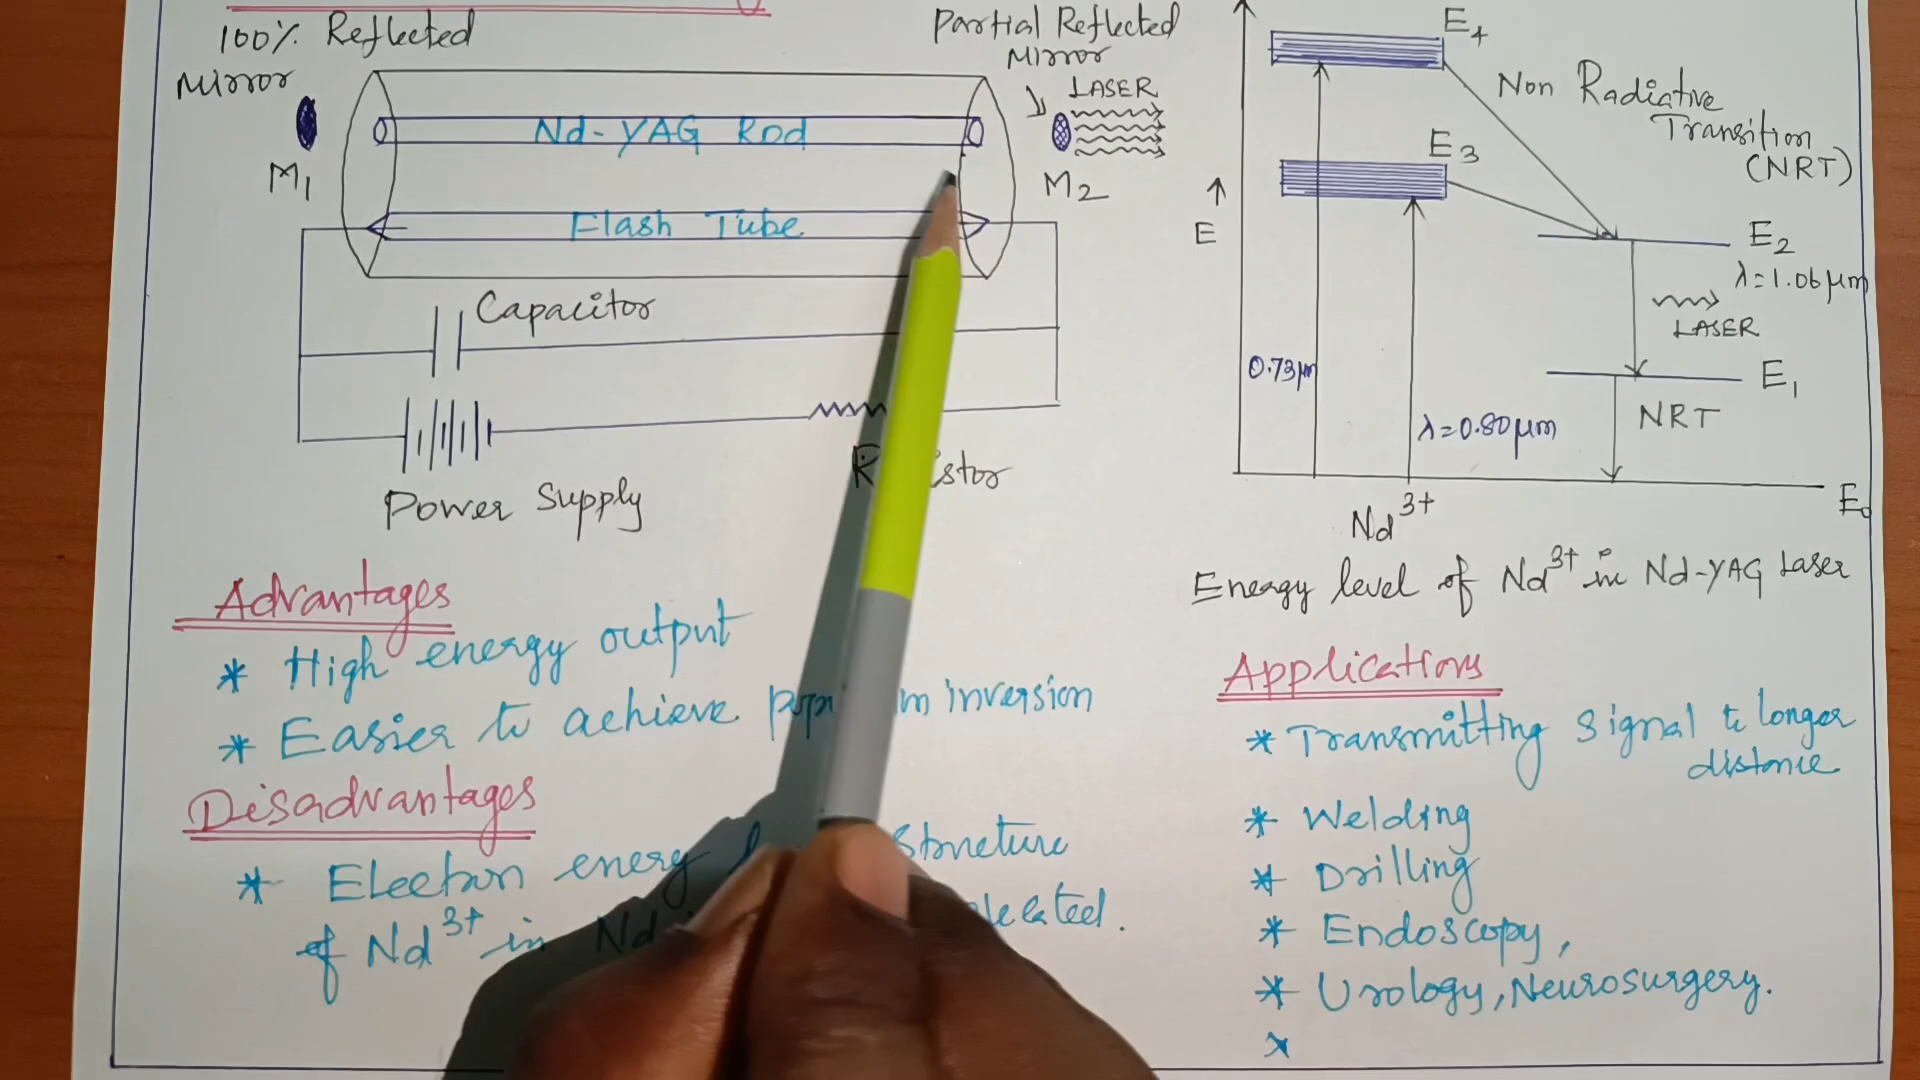 100% Reflected
Mirror
M1
Nd-YAG Rod
Flash Tube
Partial Reflected
Mirror
LASER
M2
Capacitor
Power Supply
E4
Non Radiative
Transition
(NRT)
E3
↑
E
E2
λ=1.06μm
LASER
0.73μm
λ=0.80μm
E1
NRT
E0
Nd3+
Energy level of Nd3+ in Nd-YAG Laser
Advantages
* High energy output
* Easier to achieve inversion
Disadvantages
* Electron energy
of Nd3+ in
Applications
* Transmitting signal to longer
distance
* Welding
* Drilling
* Endoscopy,
* Urology, Neurosurgery.